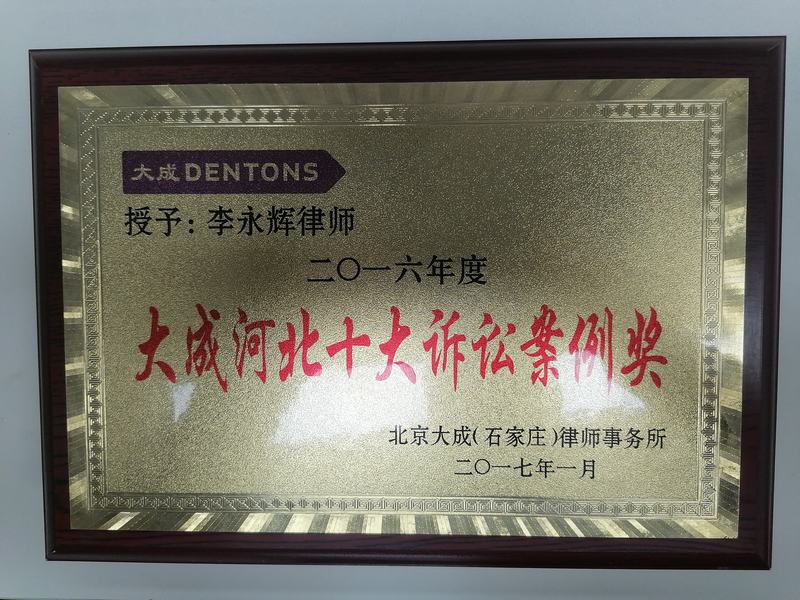 大成DENTONS
授予：李永辉律师
二〇一六年度
大成河北十大诉讼案例奖
北京大成(石家庄)律师事务所
二〇一七年一月